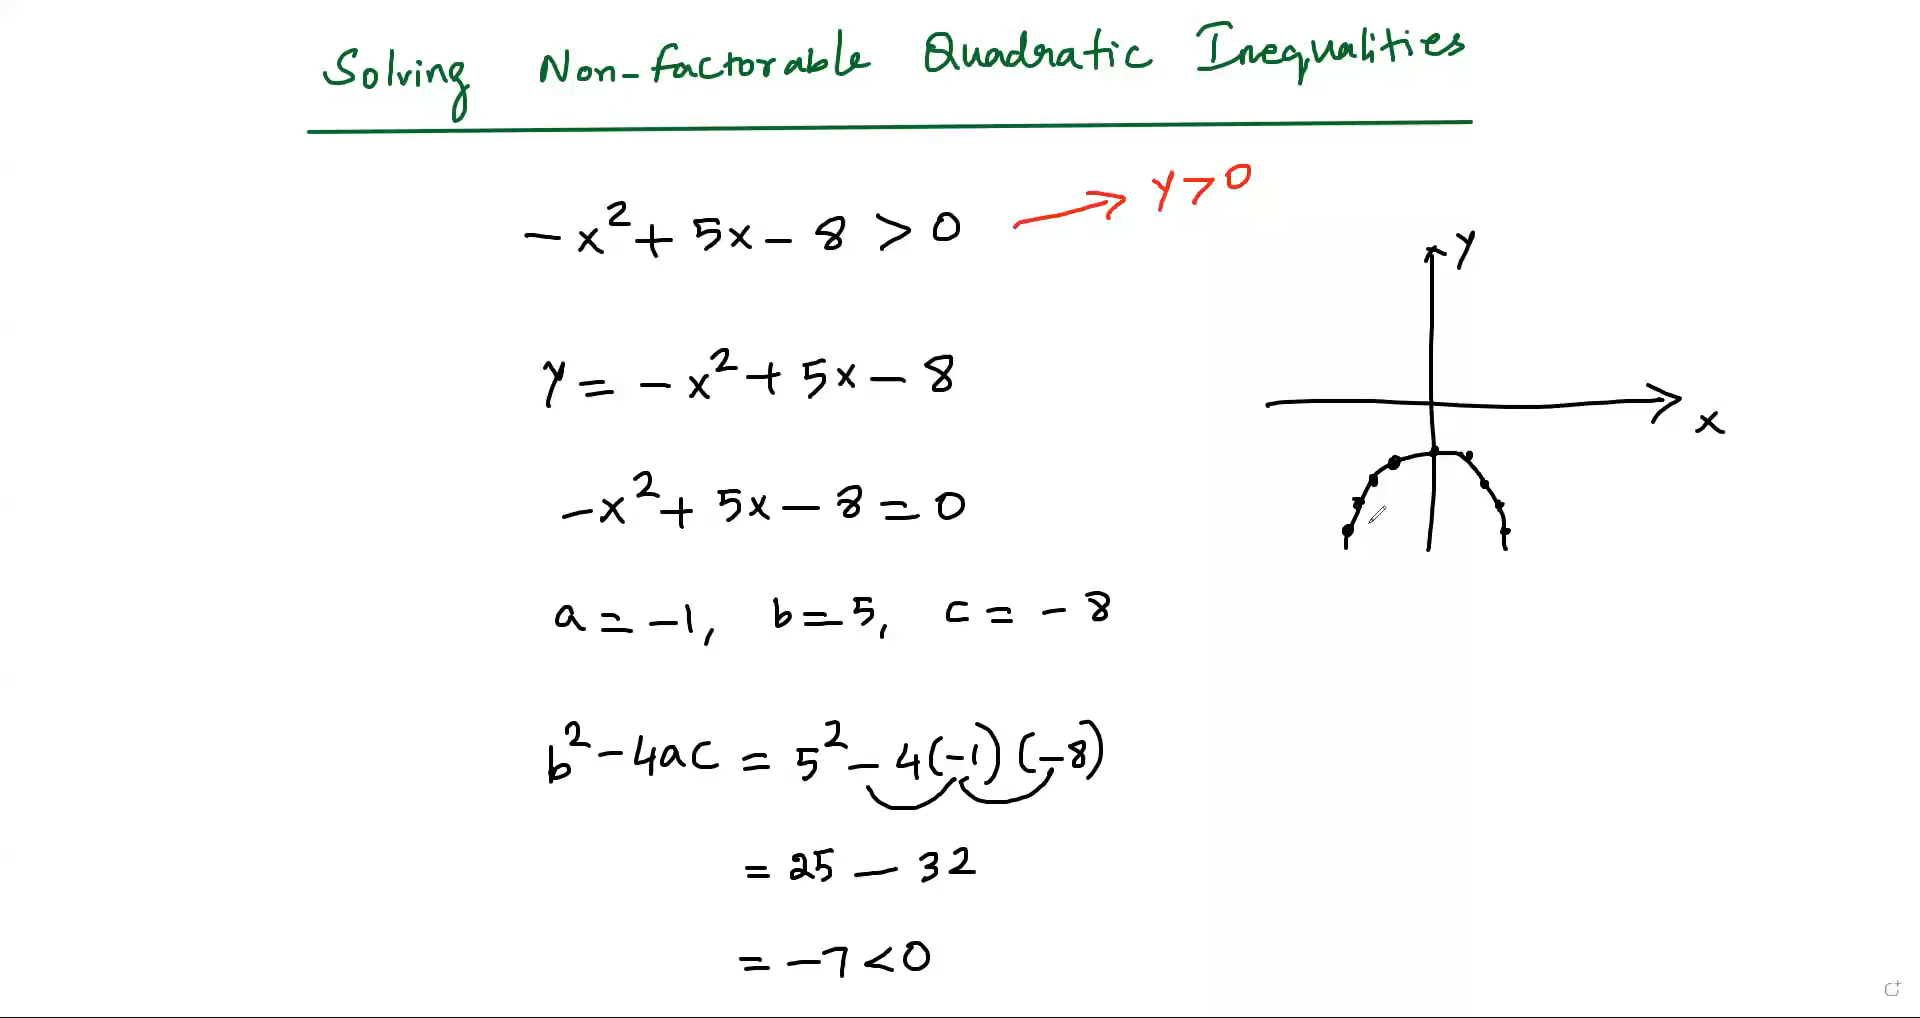 Solving Non-factorable Quadratic Inequalities
-x² + 5x - 8 > 0 → y > 0
y
y = -x² + 5x - 8
x
-x² + 5x - 8 = 0
a = -1, b = 5, c = -8
b² - 4ac = 5² - 4(-1)(-8)
= 25 - 32
= -7 < 0